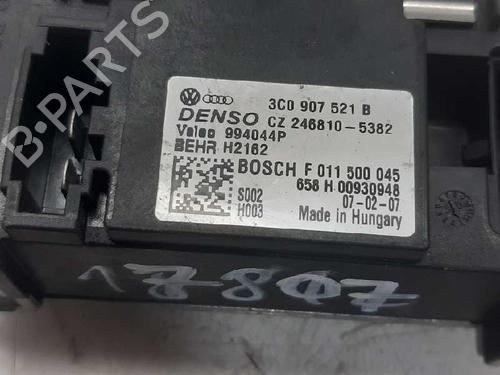 3C0 907 521 B
DENSO CZ 246810-5382
Valeo 994044P
BEHR H2162
BOSCH F 011 500 045
658 H 00930948
S002 07-02-07
H003 Made in Hungary
17807
B-PARTS